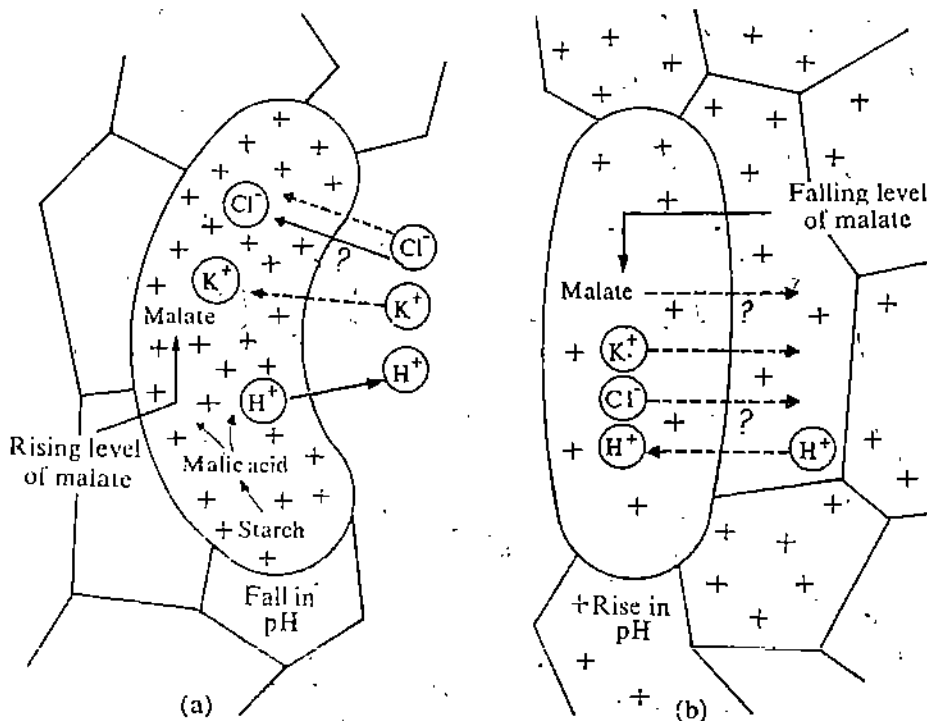 Cl⁻
Cl⁻
?
K⁺
K⁺
Malate
H⁺
H⁺
Rising level
of malate
Malic acid
Starch
Fall in
pH
(a)
Falling level
of malate
Malate
?
K⁺
Cl⁻
?
H⁺
H⁺
Rise in
pH
(b)